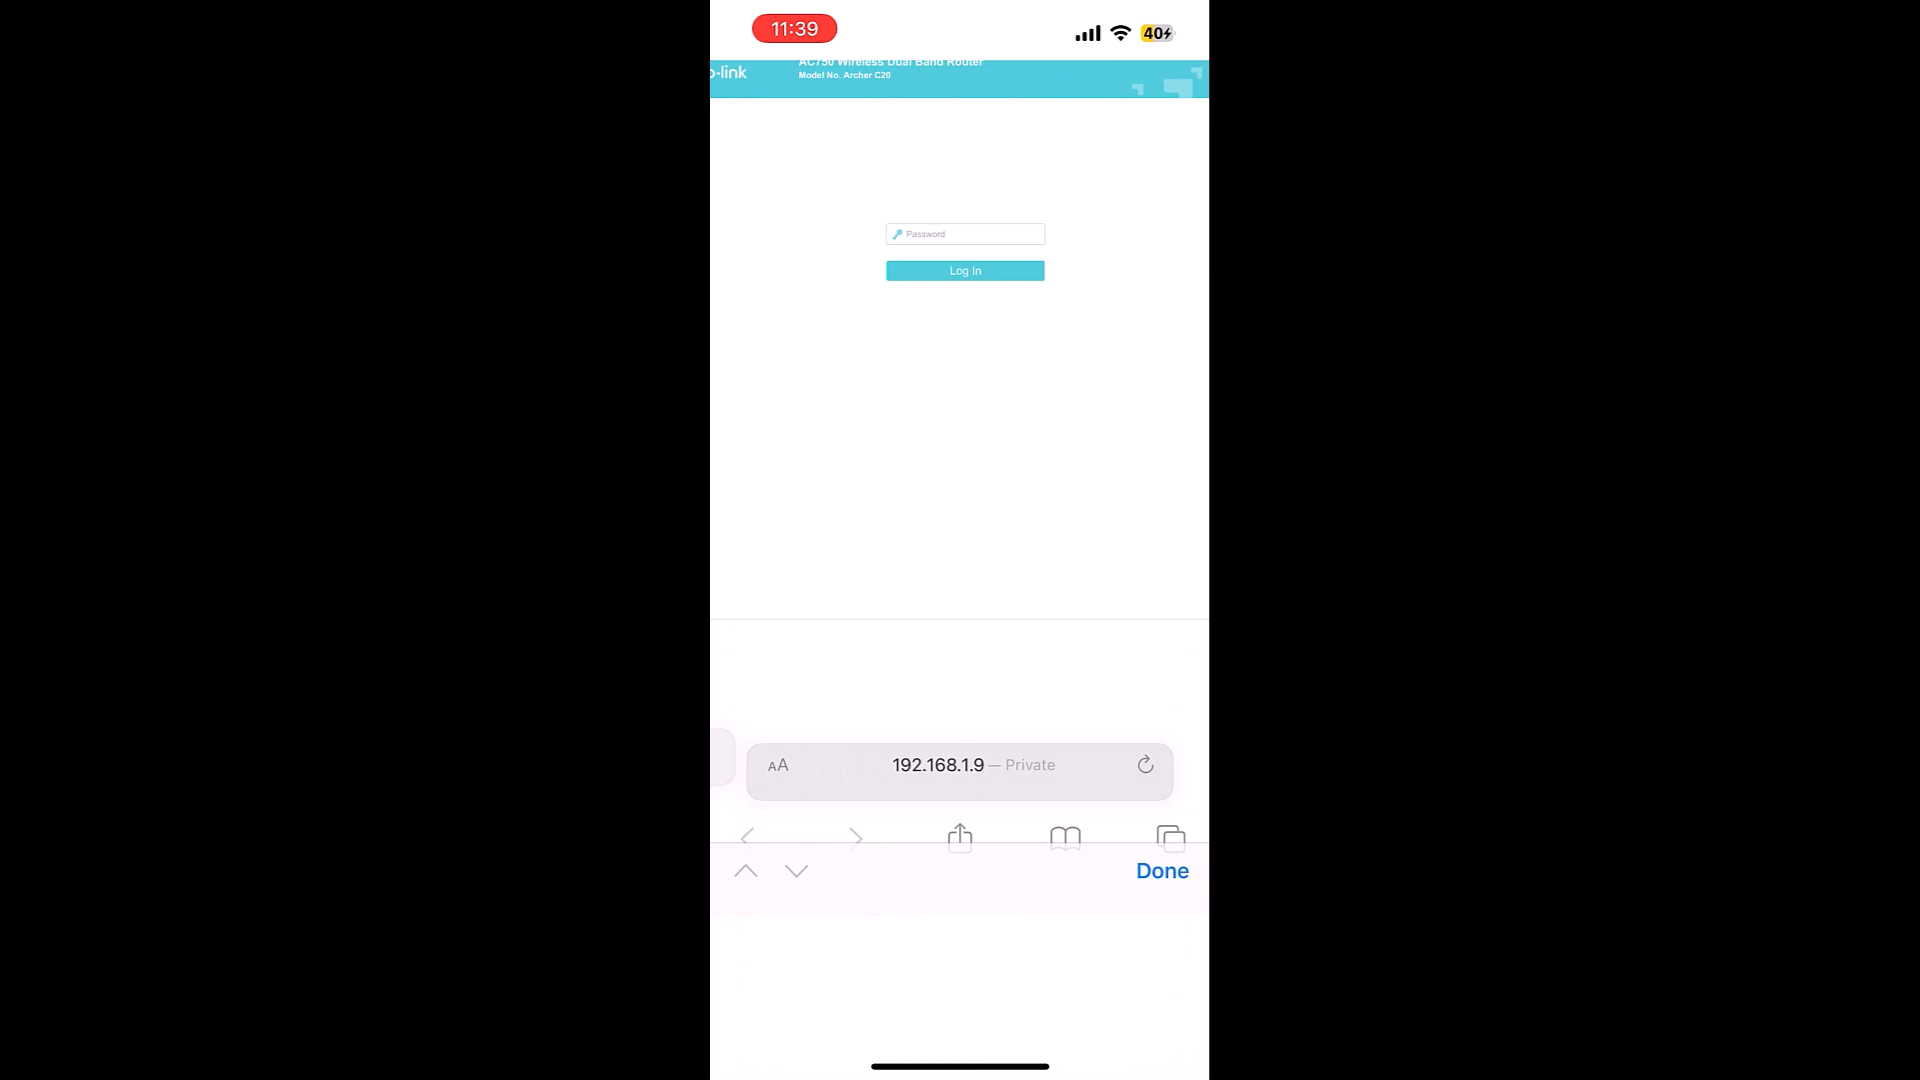 11:39
40
p-link
AC750 Wireless Dual Band Router
Model No. Archer C20
Password
Log In
AA
192.168.1.9 — Private
Done